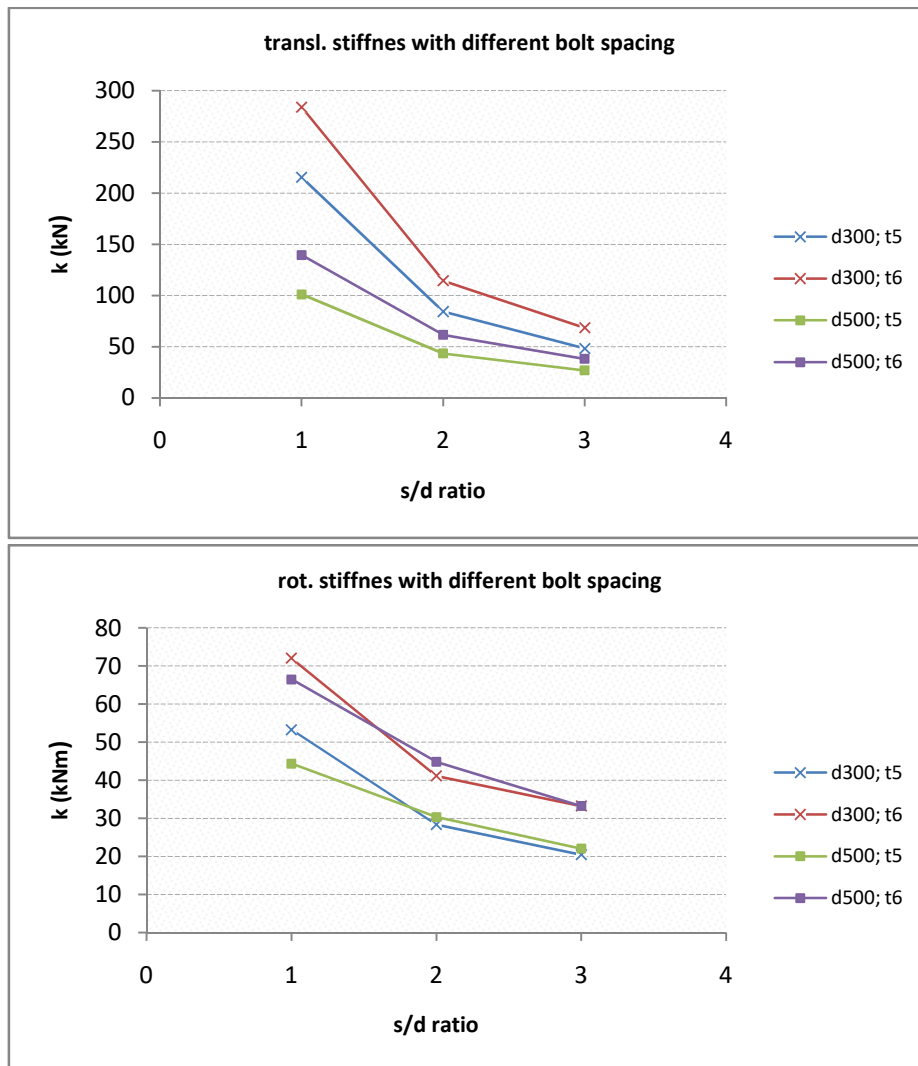 transl. stiffnes with different bolt spacing
300
250
200
150
100
50
0
k (kN)
0 1 2 3 4
s/d ratio
d300; t5
d300; t6
d500; t5
d500; t6
rot. stiffnes with different bolt spacing
80
70
60
50
40
30
20
10
0
k (kNm)
0 1 2 3 4
s/d ratio
d300; t5
d300; t6
d500; t5
d500; t6